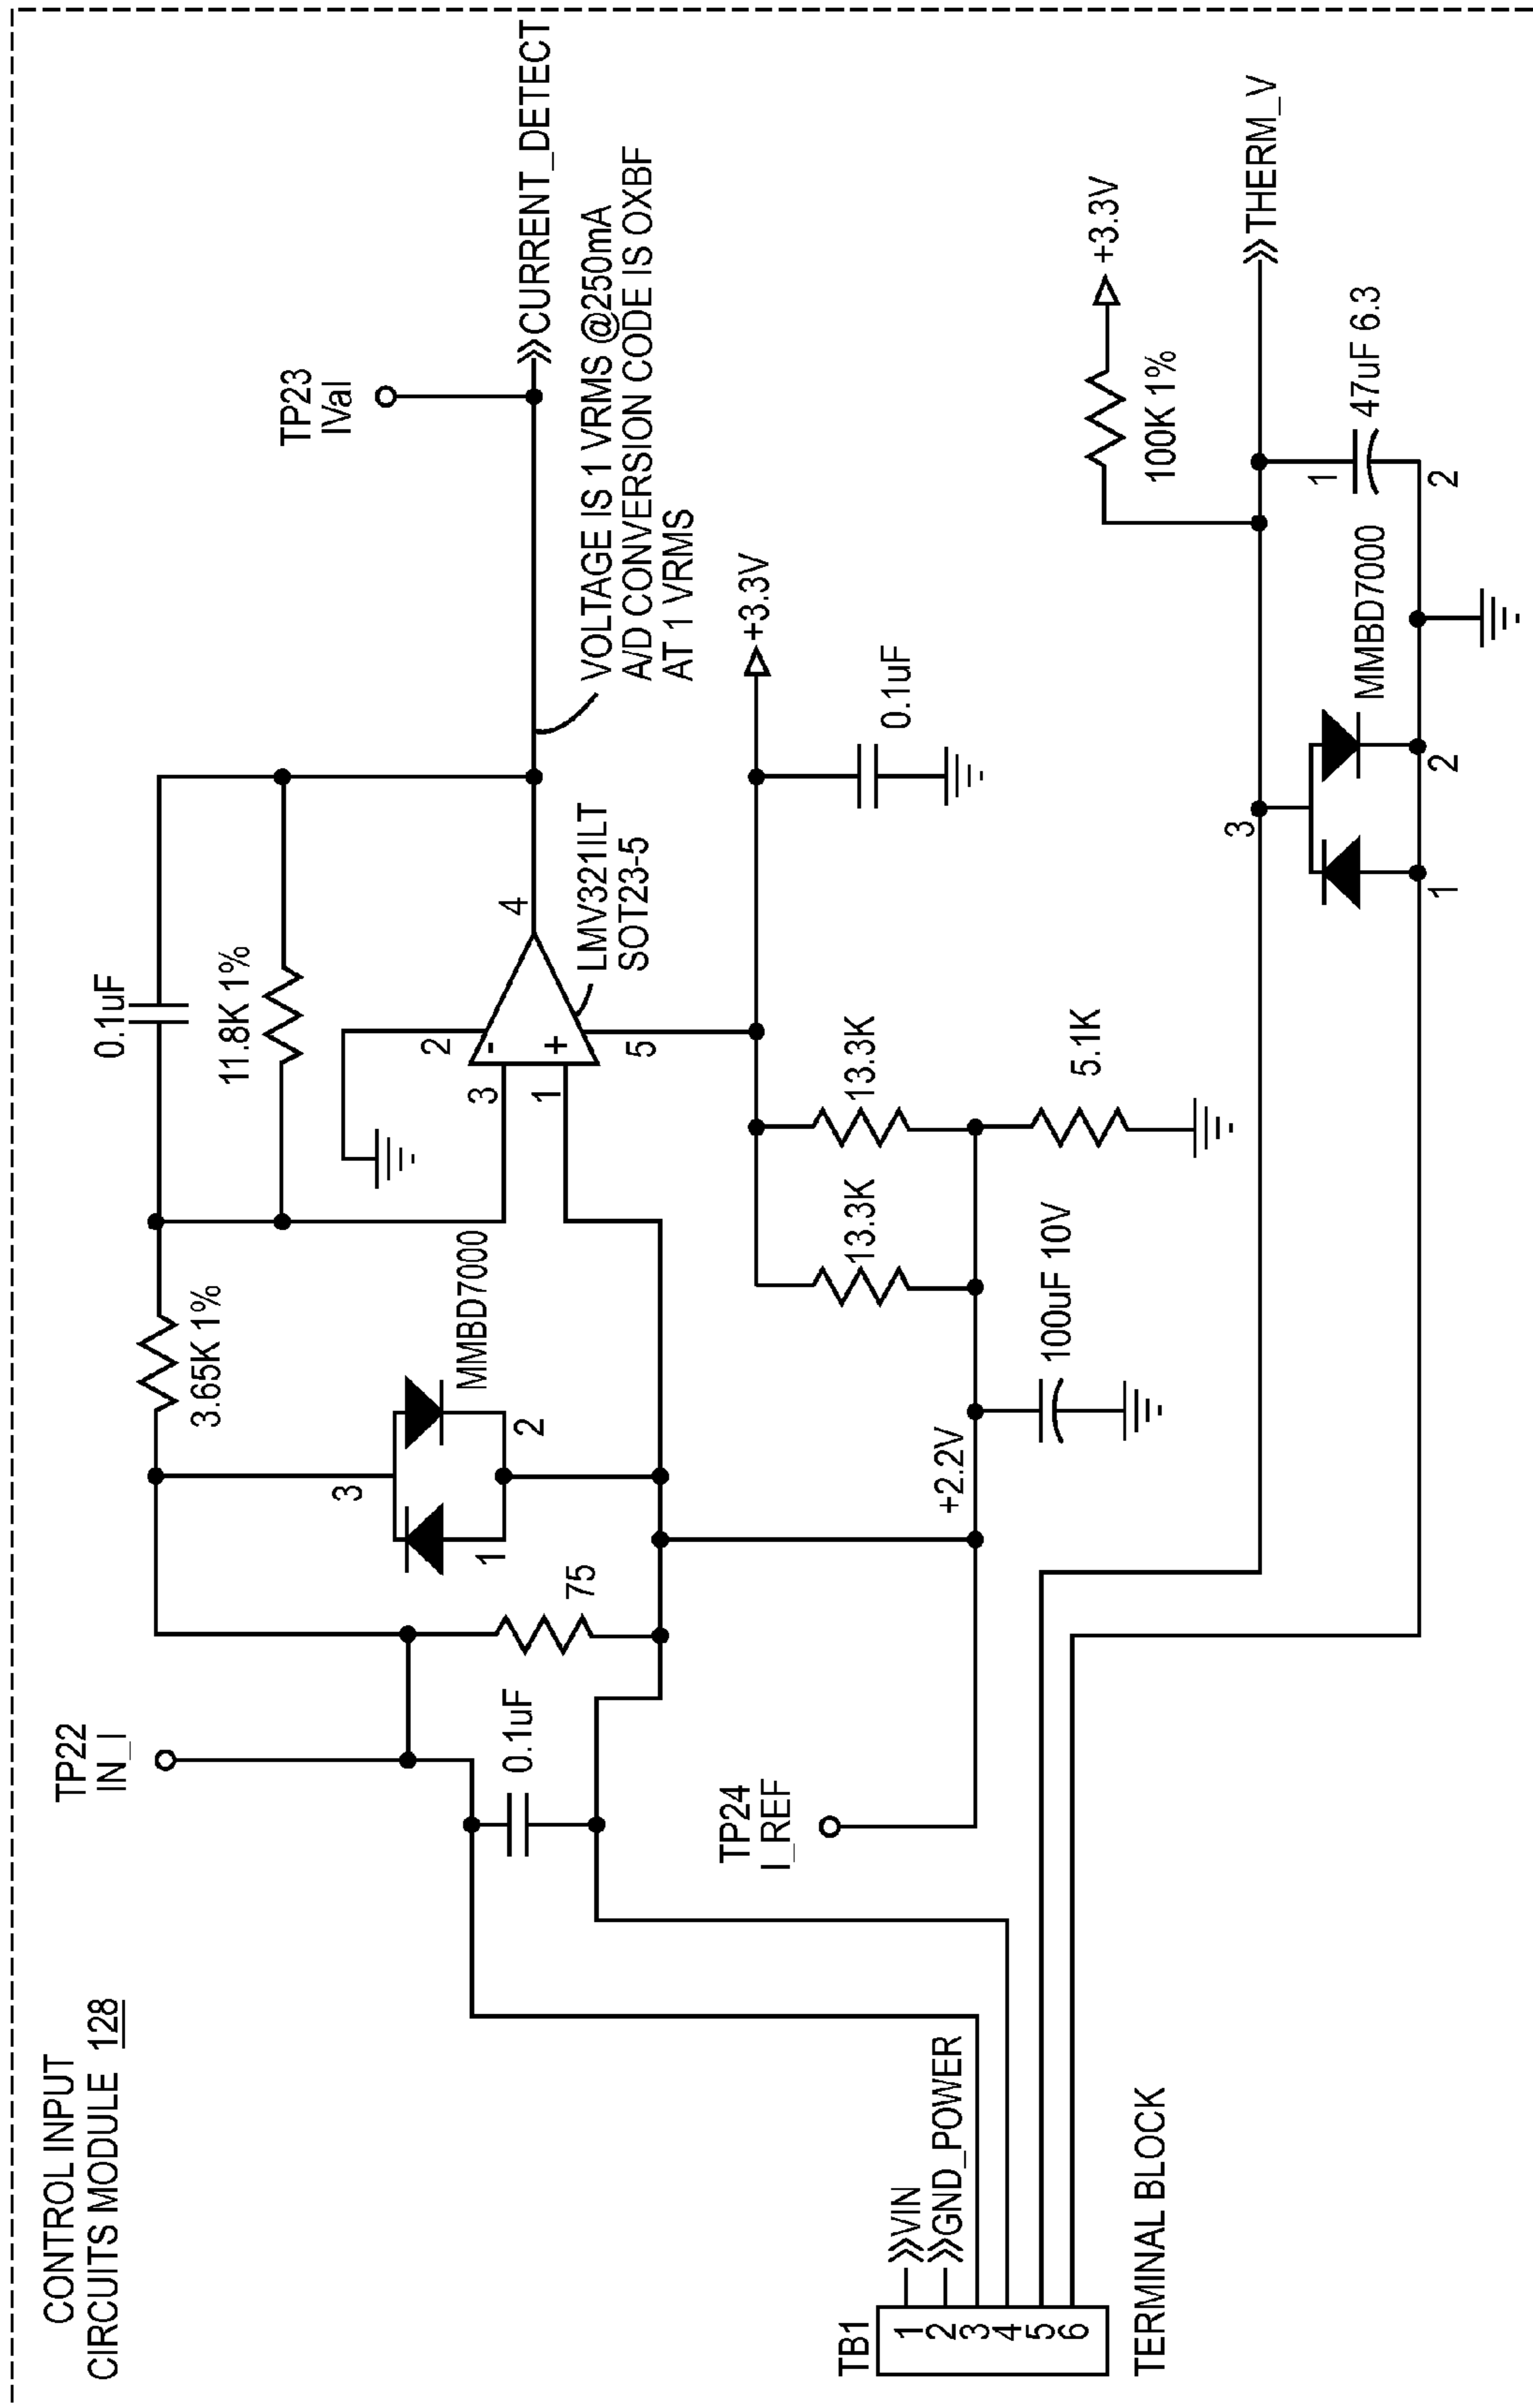 CONTROL INPUT
CIRCUITS MODULE 128
TP22
IN_I
0.1uF
75
3
1
2
MMBD7000
3.65K 1%
0.1uF
11.8K 1%
2
3
1
-
+
4
5
LMV321ILT
SOT23-5
TP23
IVal
CURRENT_DETECT
VOLTAGE IS 1 VRMS @250mA
A/D CONVERSION CODE IS OXBF
AT 1 VRMS
TP24
I_REF
+2.2V
100uF 10V
13.3K
13.3K
5.1K
+3.3V
0.1uF
TB1
1
2
3
4
5
6
VIN
GND_POWER
TERMINAL BLOCK
3
1
2
MMBD7000
1
2
47uF 6.3
100K 1%
+3.3V
THERM_V